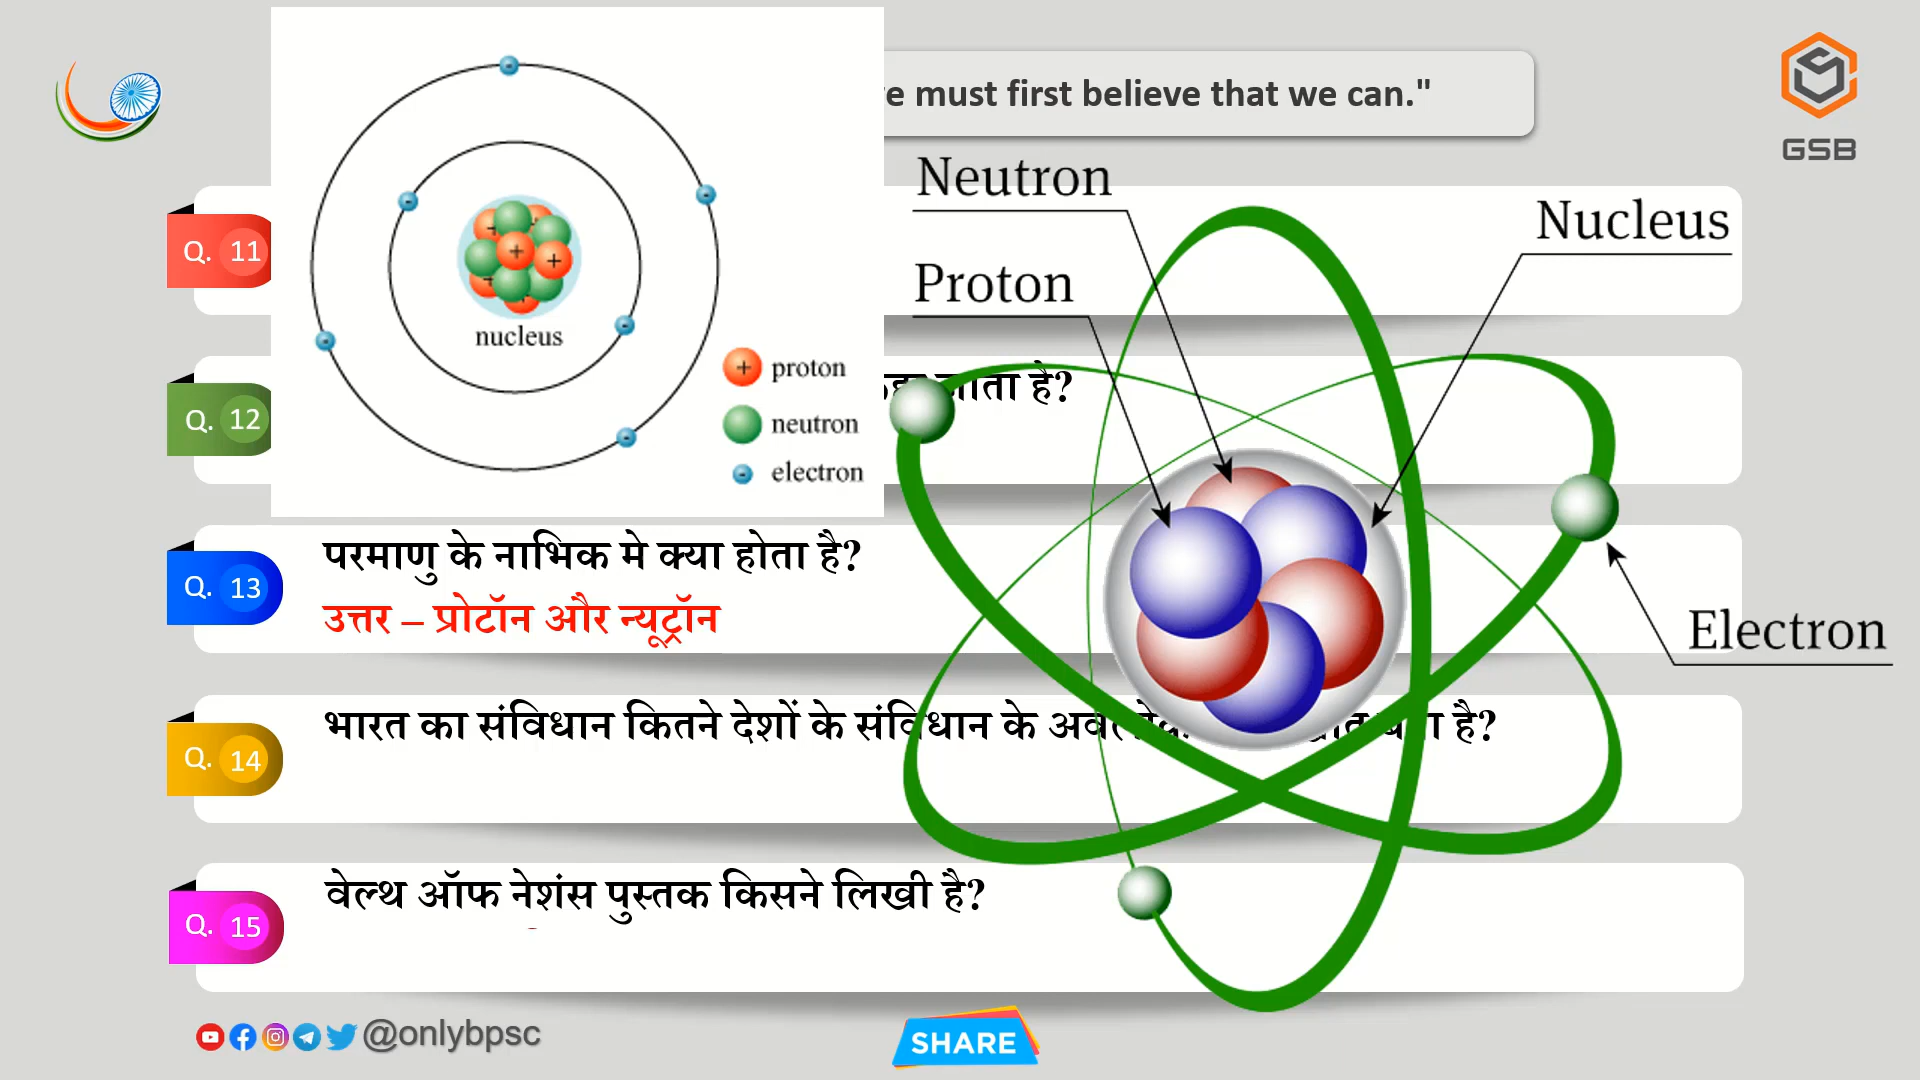 must first believe that we can."
GSB
Neutron
Nucleus
Proton
Q. 11
nucleus
proton
neutron
electron
Q. 12
है?
Q. 13
परमाणु के नाभिक मे क्या होता है?
उत्तर – प्रोटॉन और न्यूट्रॉन
Electron
Q. 14
भारत का संविधान कितने देशों के संविधान के है?
Q. 15
वेल्थ ऑफ नेशंस पुस्तक किसने लिखी है?
@onlybpsc
SHARE